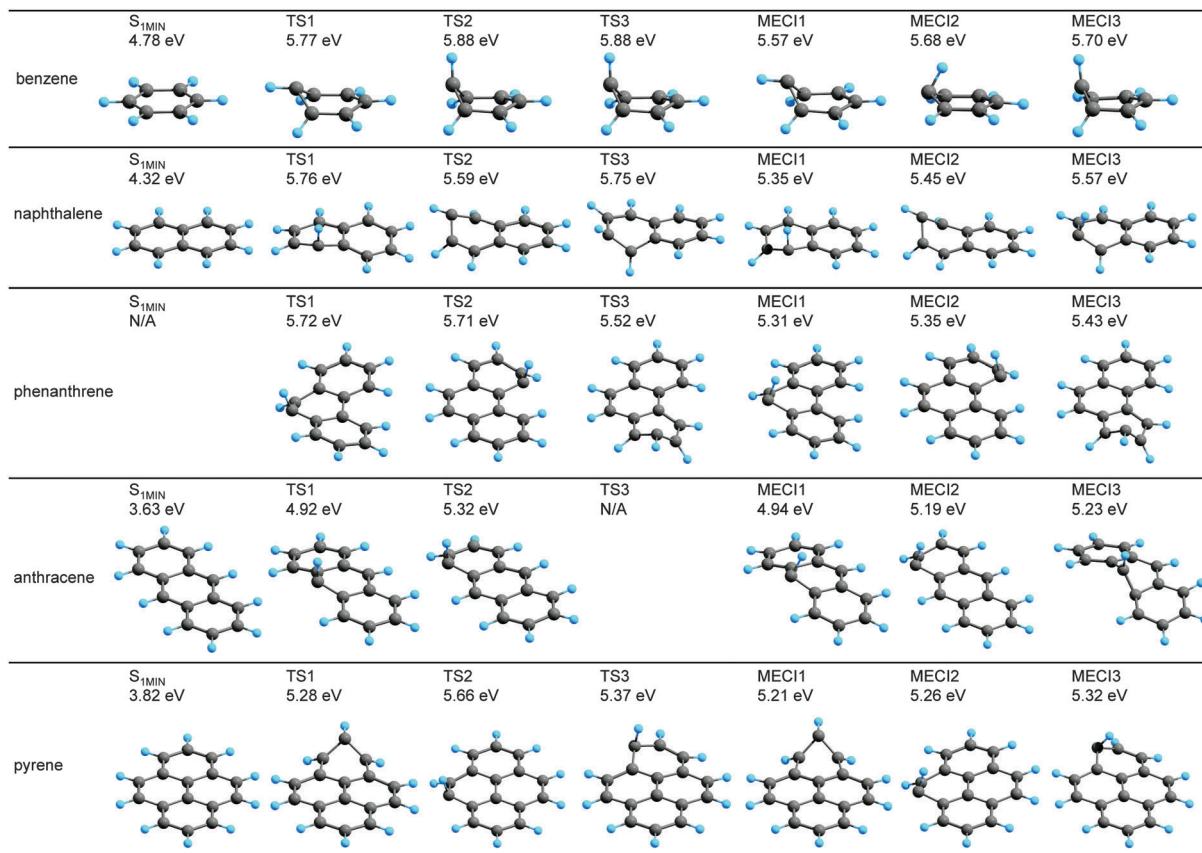 S1MIN TS1 TS2 TS3 MECI1 MECI2 MECI3
4.78 eV 5.77 eV 5.88 eV 5.88 eV 5.57 eV 5.68 eV 5.70 eV
benzene
S1MIN TS1 TS2 TS3 MECI1 MECI2 MECI3
4.32 eV 5.76 eV 5.59 eV 5.75 eV 5.35 eV 5.45 eV 5.57 eV
naphthalene
S1MIN TS1 TS2 TS3 MECI1 MECI2 MECI3
N/A 5.72 eV 5.71 eV 5.52 eV 5.31 eV 5.35 eV 5.43 eV
phenanthrene
S1MIN TS1 TS2 TS3 MECI1 MECI2 MECI3
3.63 eV 4.92 eV 5.32 eV N/A 4.94 eV 5.19 eV 5.23 eV
anthracene
S1MIN TS1 TS2 TS3 MECI1 MECI2 MECI3
3.82 eV 5.28 eV 5.66 eV 5.37 eV 5.21 eV 5.26 eV 5.32 eV
pyrene